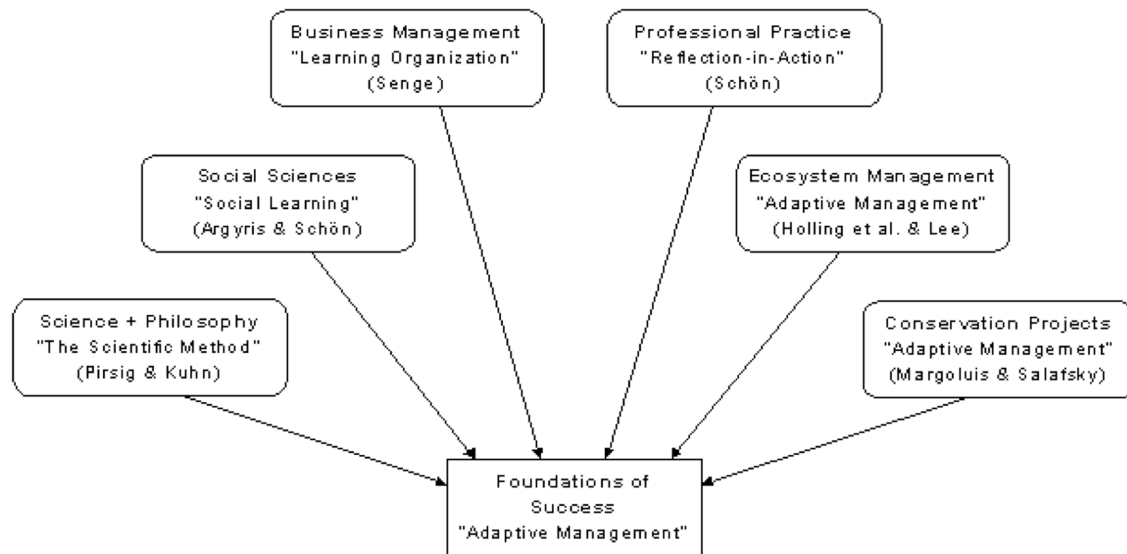 Business Management
"Learning Organization"
(Senge)
Professional Practice
"Reflection-in-Action"
(Schön)
Social Sciences
"Social Learning"
(Argyris & Schön)
Ecosystem Management
"Adaptive Management"
(Holling et al. & Lee)
Science + Philosophy
"The Scientific Method"
(Pirsig & Kuhn)
Conservation Projects
"Adaptive Management"
(Margoluis & Salafsky)
Foundations of
Success
"Adaptive Management"